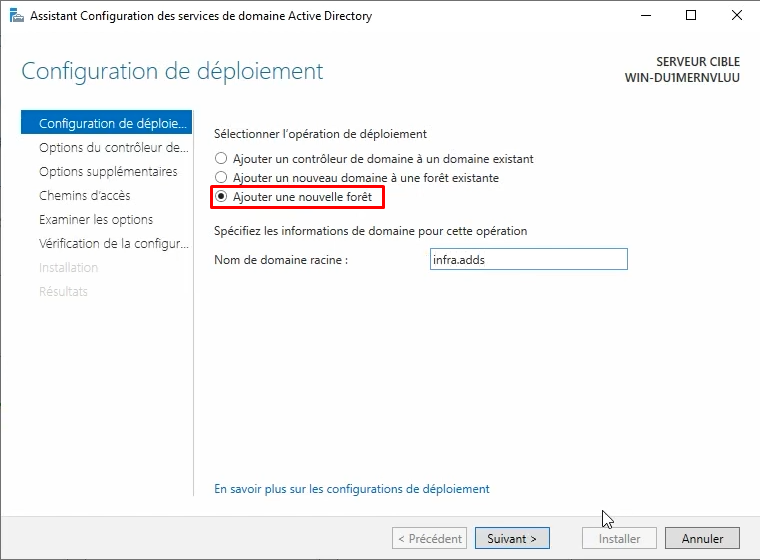 Assistant Configuration des services de domaine Active Directory
Configuration de déploiement
SERVEUR CIBLE
WIN-DU1MERNVLUU
Configuration de déploie...
Options du contrôleur de...
Options supplémentaires
Chemins d'accès
Examiner les options
Vérification de la configur...
Installation
Résultats
Sélectionner l'opération de déploiement
Ajouter un contrôleur de domaine à un domaine existant
Ajouter un nouveau domaine à une forêt existante
Ajouter une nouvelle forêt
Spécifiez les informations de domaine pour cette opération
Nom de domaine racine : infra.adds
En savoir plus sur les configurations de déploiement
< Précédent Suivant > Installer Annuler